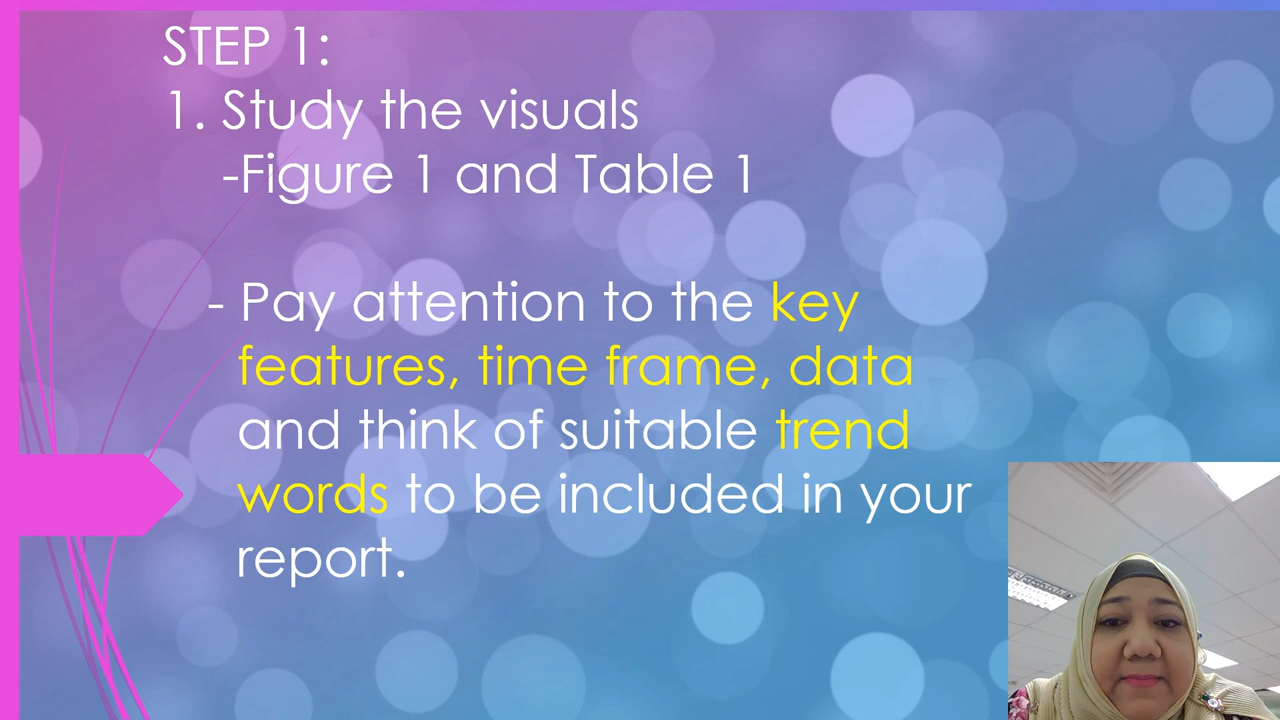 STEP 1:
1. Study the visuals
-Figure 1 and Table 1
- Pay attention to the key
features, time frame, data
and think of suitable trend
words to be included in your
report.